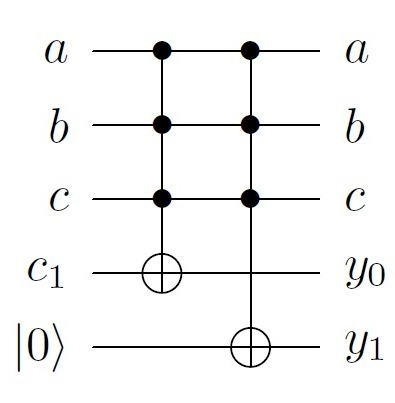 a a
b b
c c
c₁ y₀
|0⟩ y₁